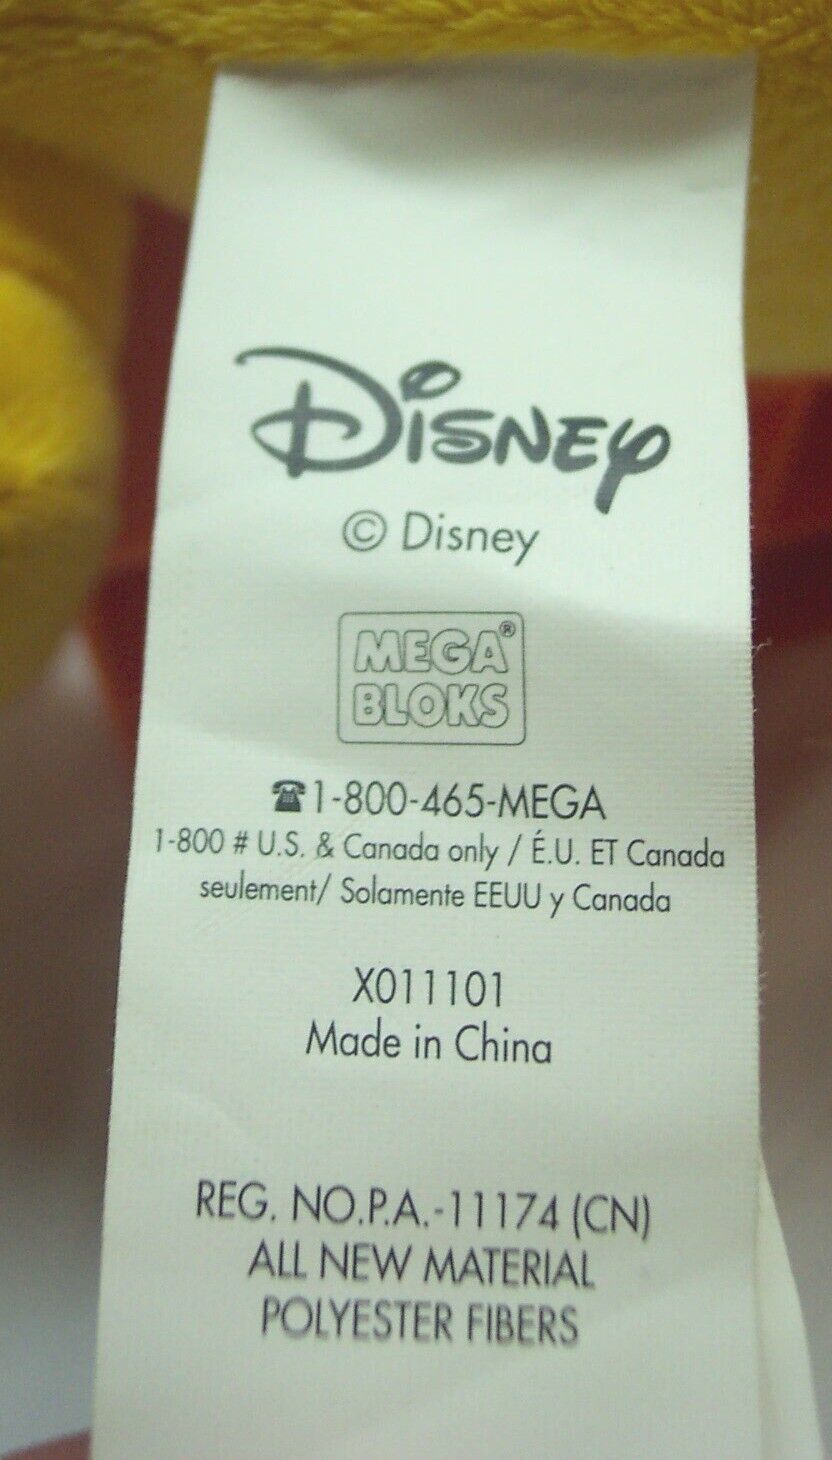 Disney
© Disney
MEGA®
BLOKS
☎1-800-465-MEGA
1-800 # U.S. & Canada only / É.U. ET Canada
seulement/ Solamente EEUU y Canada
X011101
Made in China
REG. NO.P.A.-11174 (CN)
ALL NEW MATERIAL
POLYESTER FIBERS